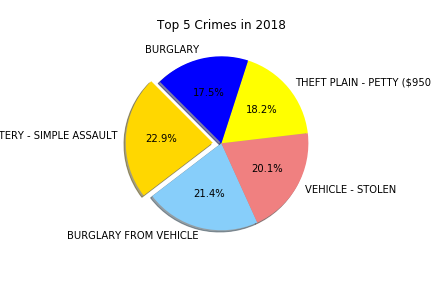 Top 5 Crimes in 2018
BURGLARY
17.5%
THEFT PLAIN - PETTY ($950
18.2%
TERY - SIMPLE ASSAULT
22.9%
20.1%
VEHICLE - STOLEN
21.4%
BURGLARY FROM VEHICLE